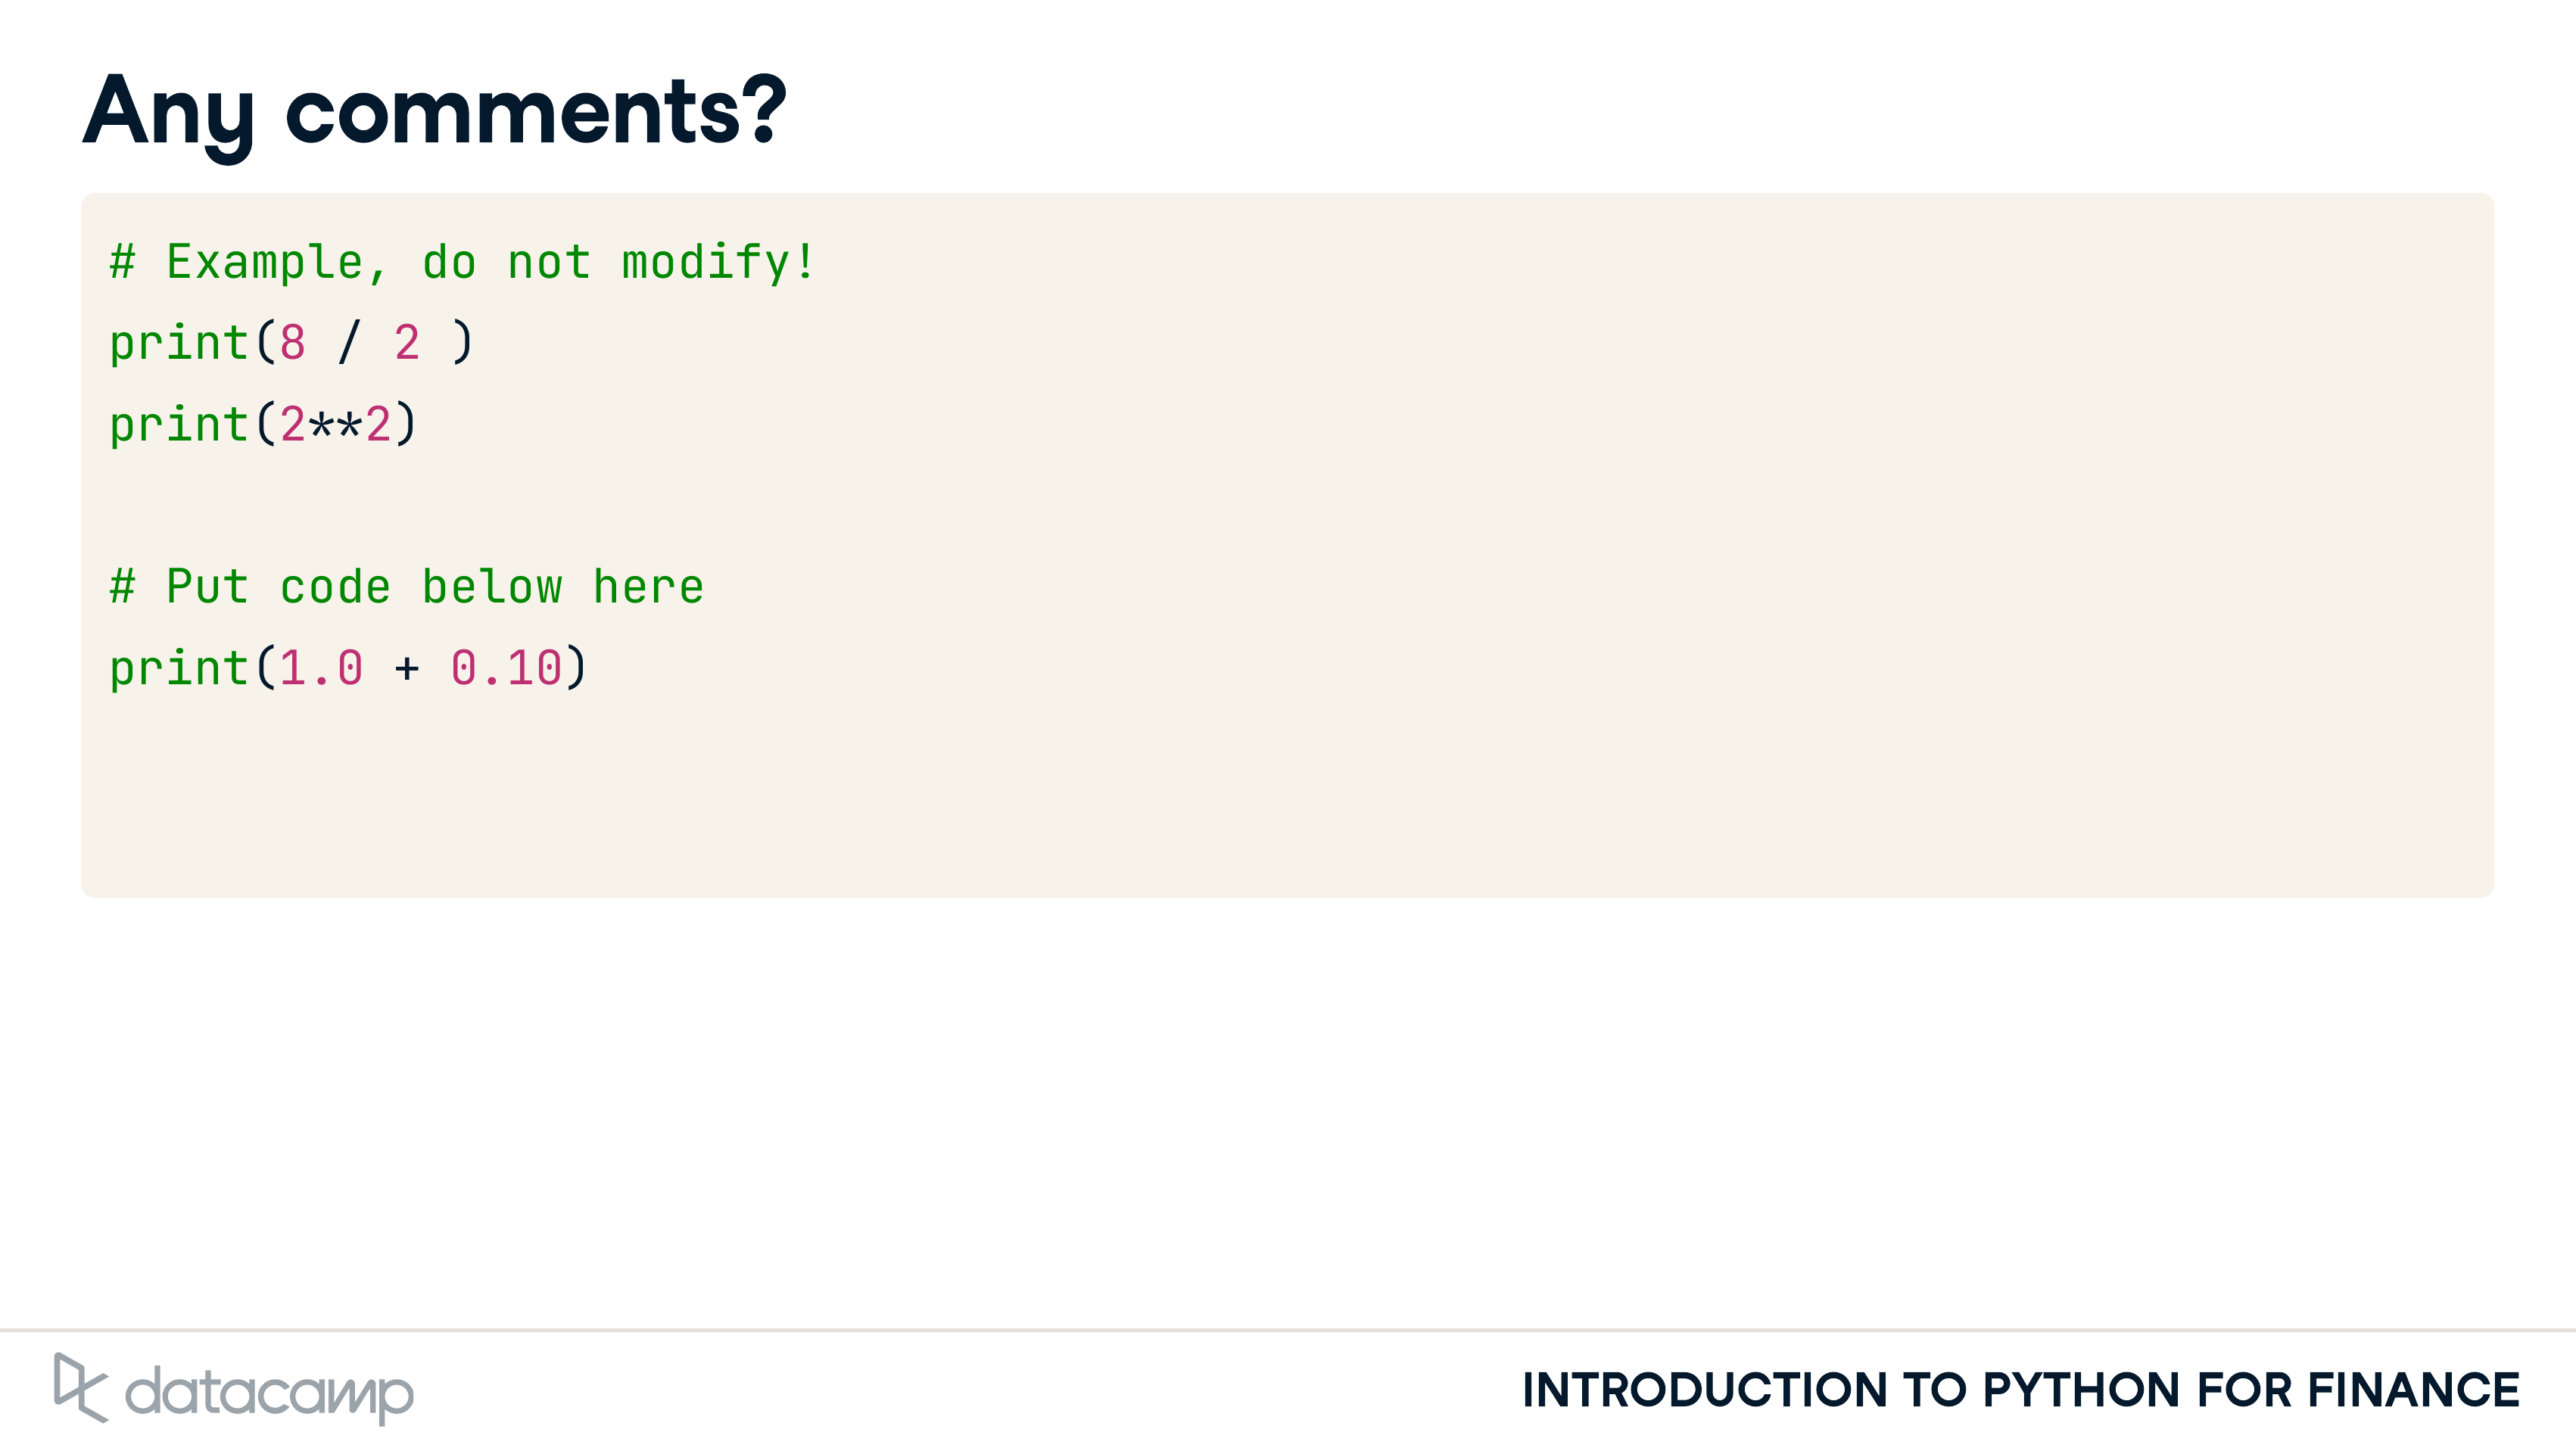 Any comments?
# Example, do not modify!
print(8 / 2 )
print(2**2)
# Put code below here
print(1.0 + 0.10)
datacamp
INTRODUCTION TO PYTHON FOR FINANCE